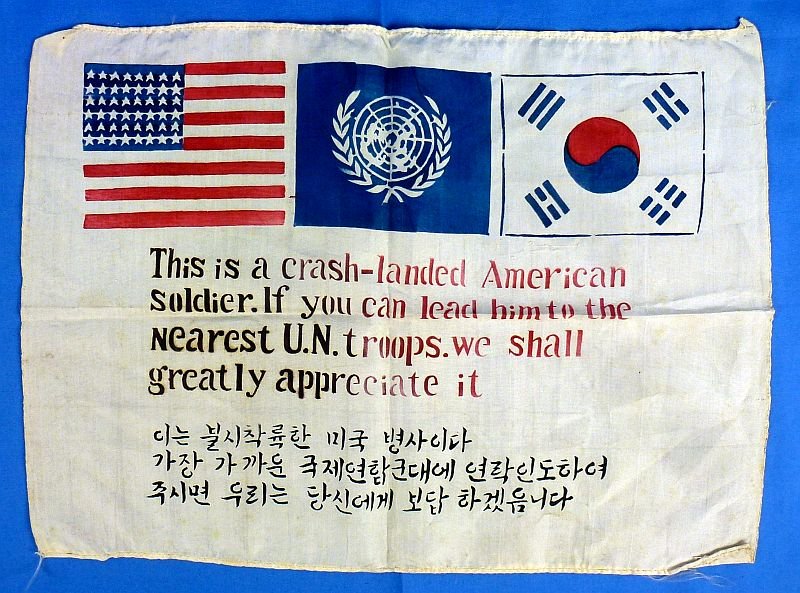 This is a crash-landed American
soldier. If you can lead him to the
Nearest U.N. troops. we shall
greatly appreciate it
이는 불시착륙한 미국 병사이다
가장 가까운 국제연합군대에 연락인도하여
주시면 우리는 당신에게 보답 하겠음니다